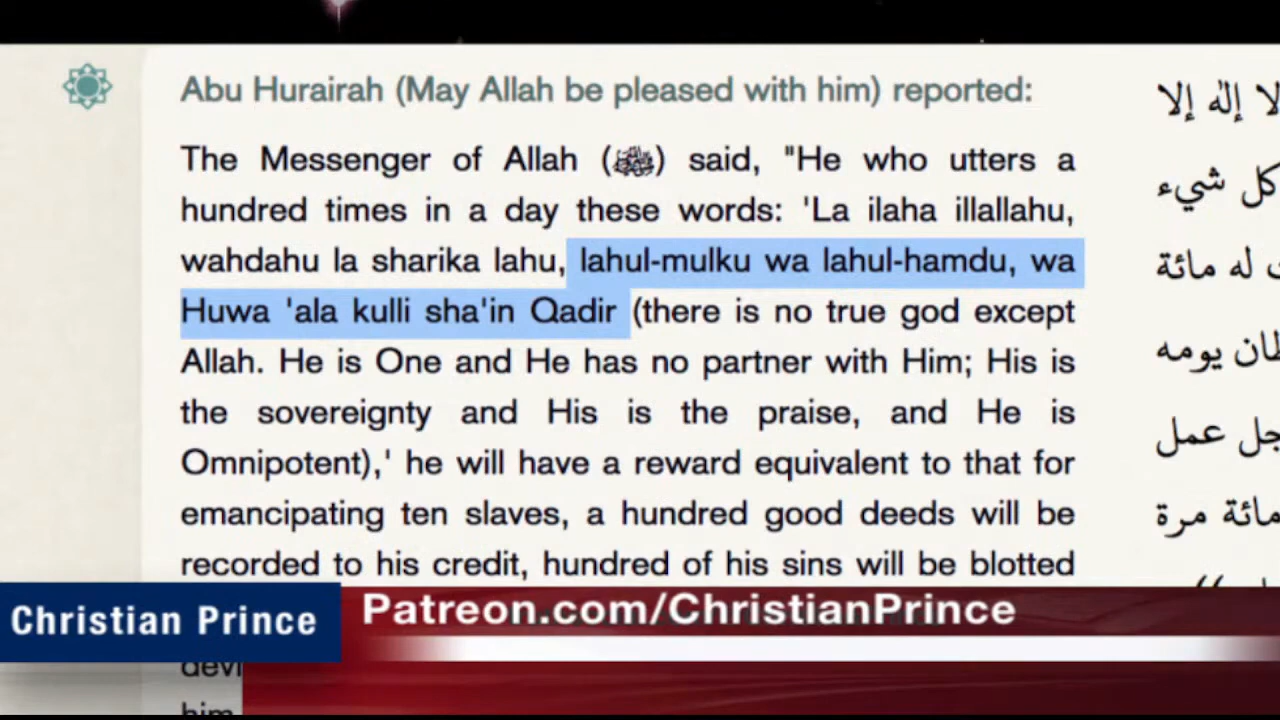 Abu Hurairah (May Allah be pleased with him) reported:
The Messenger of Allah (ﷺ) said, "He who utters a
hundred times in a day these words: 'La ilaha illallahu,
wahdahu la sharika lahu, lahul-mulku wa lahul-hamdu, wa
Huwa 'ala kulli sha'in Qadir (there is no true god except
Allah. He is One and He has no partner with Him; His is
the sovereignty and His is the praise, and He is
Omnipotent),' he will have a reward equivalent to that for
emancipating ten slaves, a hundred good deeds will be
recorded to his credit, hundred of his sins will be blotted
devi
him
لا إله إلا
كل شيء
له مائة
يومه
عمل
مائة مرة
Christian Prince
Patreon.com/ChristianPrince